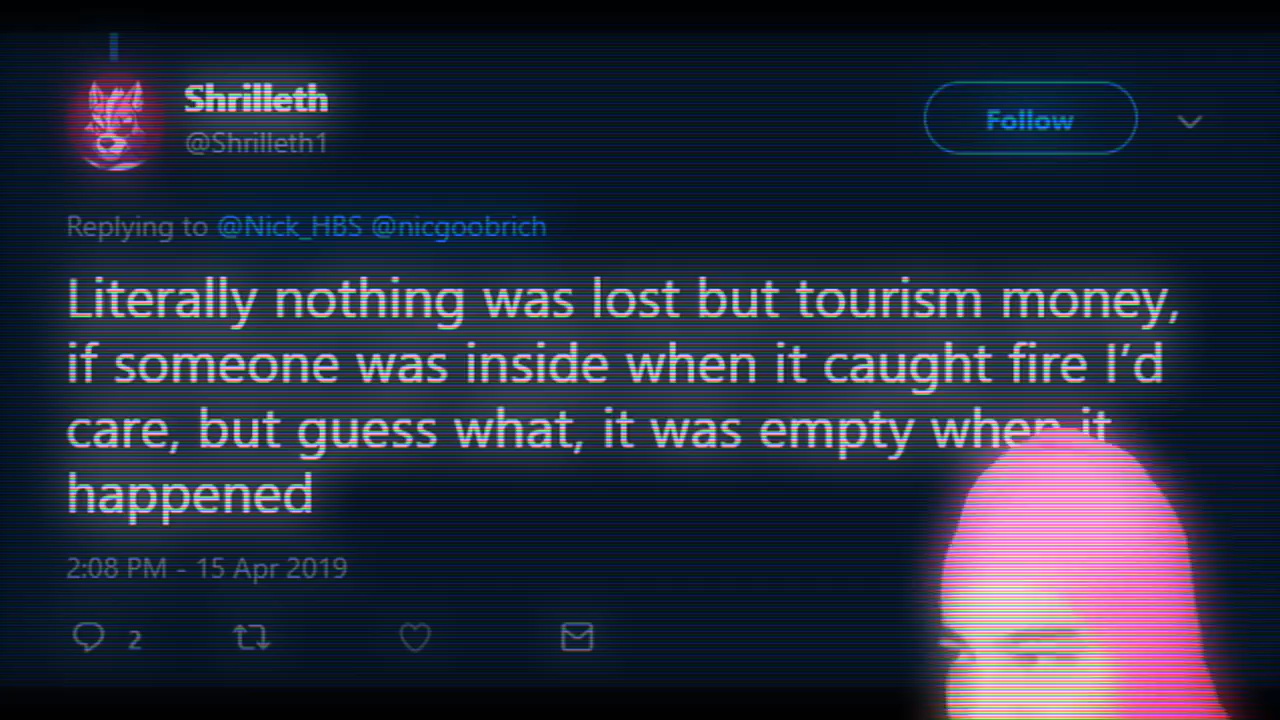 Shrilleth
@Shrilleth1
Follow
Replying to @Nick_HBS @nicgoobrich
Literally nothing was lost but tourism money,
if someone was inside when it caught fire I’d
care, but guess what, it was empty when it
happened
2:08 PM - 15 Apr 2019
2